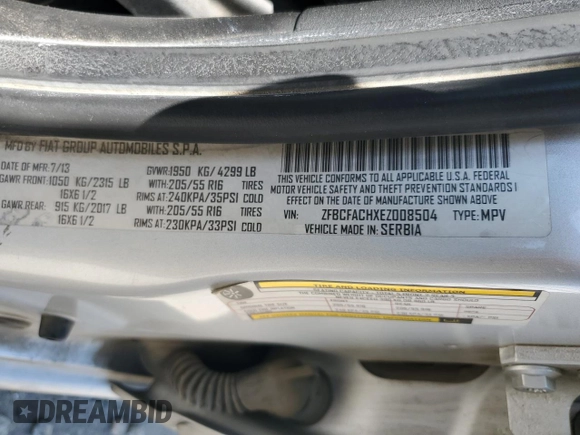 MFG BY FIAT GROUP AUTOMOBILES S.P.A.
DATE OF MFR: 7/13 GVWR: 1950 KG/ 4299 LB
GAWR FRONT: 1050 KG/2315 LB WITH: 205/55 R16 TIRES
16X6 1/2 RIMS AT: 240KPA/35PSI COLD
GAWR REAR: 915 KG/2017 LB WITH: 205/55 R16 TIRES
16X6 1/2 RIMS AT: 230KPA/33PSI COLD
THIS VEHICLE CONFORMS TO ALL APPLICABLE U.S.A. FEDERAL
MOTOR VEHICLE SAFETY, BUMPER, AND THEFT PREVENTION
STANDARDS IN EFFECT ON THE DATE OF MANUFACTURE SHOWN ABOVE
VIN: ZFBCFACHXEZ008504 TYPE: MPV
VEHICLE MADE IN: SERBIA
TIRE AND LOADING INFORMATION
DREAMBID